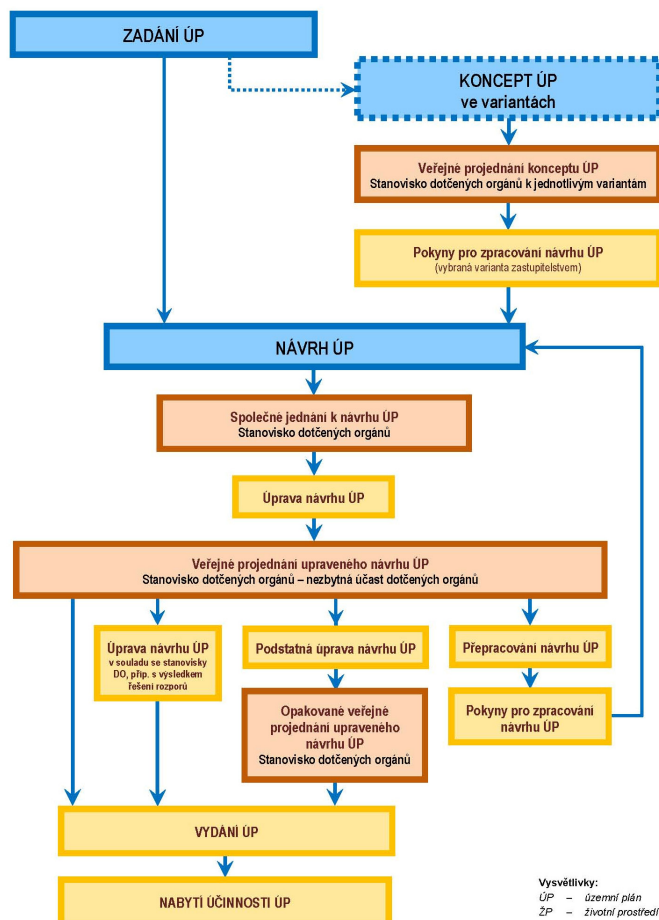 ZADÁNÍ ÚP
KONCEPT ÚP
ve variantách
Veřejné projednání konceptu ÚP
Stanovisko dotčených orgánů k jednotlivým variantám
Pokyny pro zpracování návrhu ÚP
(vybraná varianta zastupitelstvem)
NÁVRH ÚP
Společné jednání k návrhu ÚP
Stanovisko dotčených orgánů
Úprava návrhu ÚP
Veřejné projednání upraveného návrhu ÚP
Stanovisko dotčených orgánů – nezbytná účast dotčených orgánů
Úprava návrhu ÚP
v souladu se stanovisky
DO, příp. s výsledkem
řešení rozporů
Podstatná úprava návrhu ÚP
Přepracování návrhu ÚP
Opakované veřejné
projednání upraveného
návrhu ÚP
Stanovisko dotčených orgánů
Pokyny pro zpracování
návrhu ÚP
VYDÁNÍ ÚP
NABYTÍ ÚČINNOSTI ÚP
Vysvětlivky:
ÚP – územní plán
ŽP – životní prostředí